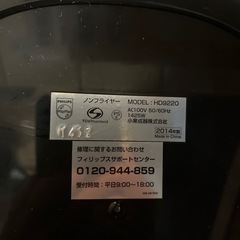 PHILIPS
ノンフライヤー
MODEL: HD9220
AC100V 50/60Hz
1425W
小泉成器株式会社
2014年製
Made in China
修理に関するお問い合わせ
フィリップスサポートセンター
0120-944-859
受付時間：平日9:00〜18:00